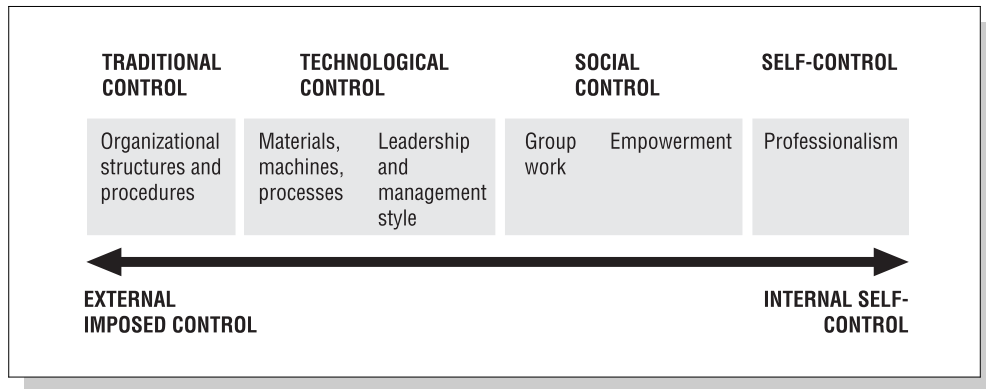 TRADITIONAL
CONTROL
TECHNOLOGICAL
CONTROL
SOCIAL
CONTROL
SELF-CONTROL
Organizational
structures and
procedures
Materials,
machines,
processes
Leadership
and
management
style
Group
work
Empowerment
Professionalism
EXTERNAL
IMPOSED CONTROL
INTERNAL SELF-
CONTROL